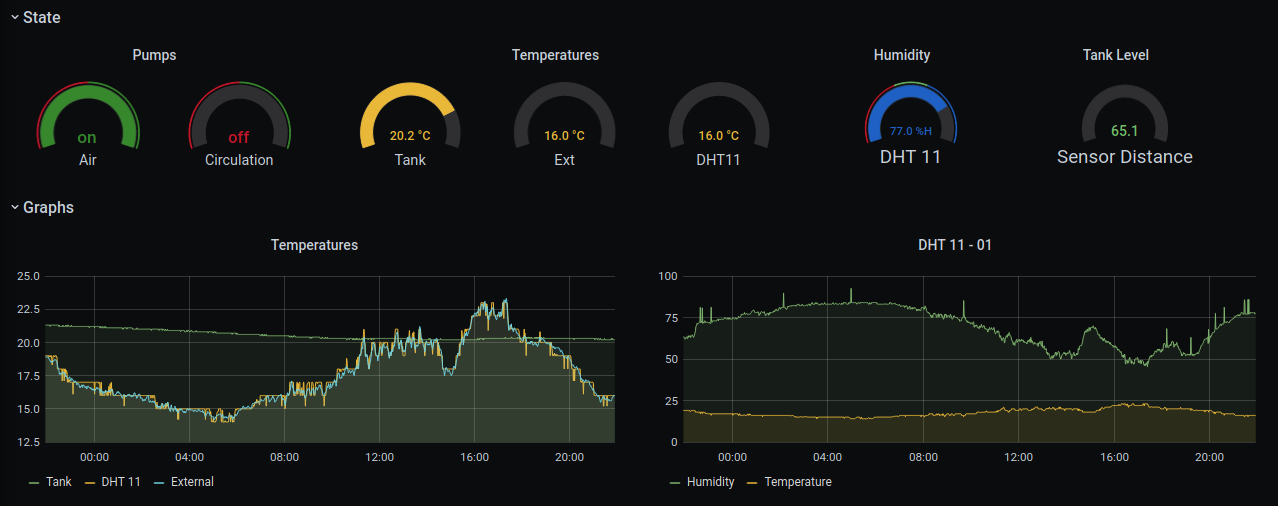 State
Pumps Temperatures Humidity Tank Level
on off 20.2 °C 16.0 °C 16.0 °C 77.0 %H 65.1
Air Circulation Tank Ext DHT11 DHT 11 Sensor Distance
Graphs
Temperatures
25.0
22.5
20.0
17.5
15.0
12.5
00:00 04:00 08:00 12:00 16:00 20:00
Tank DHT 11 External
DHT 11 - 01
100
75
50
25
0
00:00 04:00 08:00 12:00 16:00 20:00
Humidity Temperature